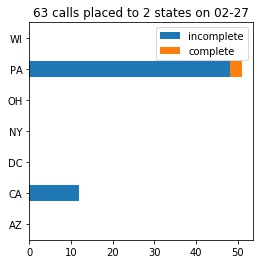 63 calls placed to 2 states on 02-27
incomplete
complete
WI
PA
OH
NY
DC
CA
AZ
0 10 20 30 40 50